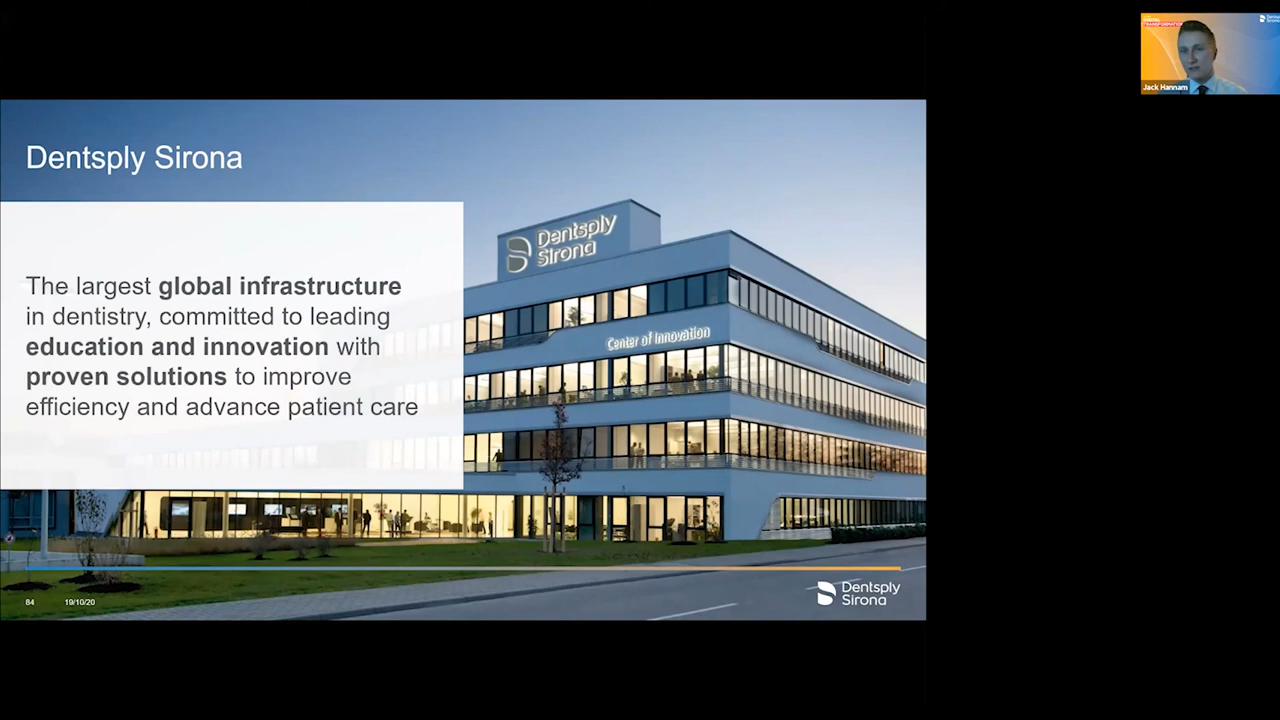 Dentsply Sirona
The largest global infrastructure
in dentistry, committed to leading
education and innovation with
proven solutions to improve
efficiency and advance patient care
Dentsply
Sirona
Center of Innovation
84
19/10/20
Dentsply
Sirona
TRANSFORMATION
Jack Hannam